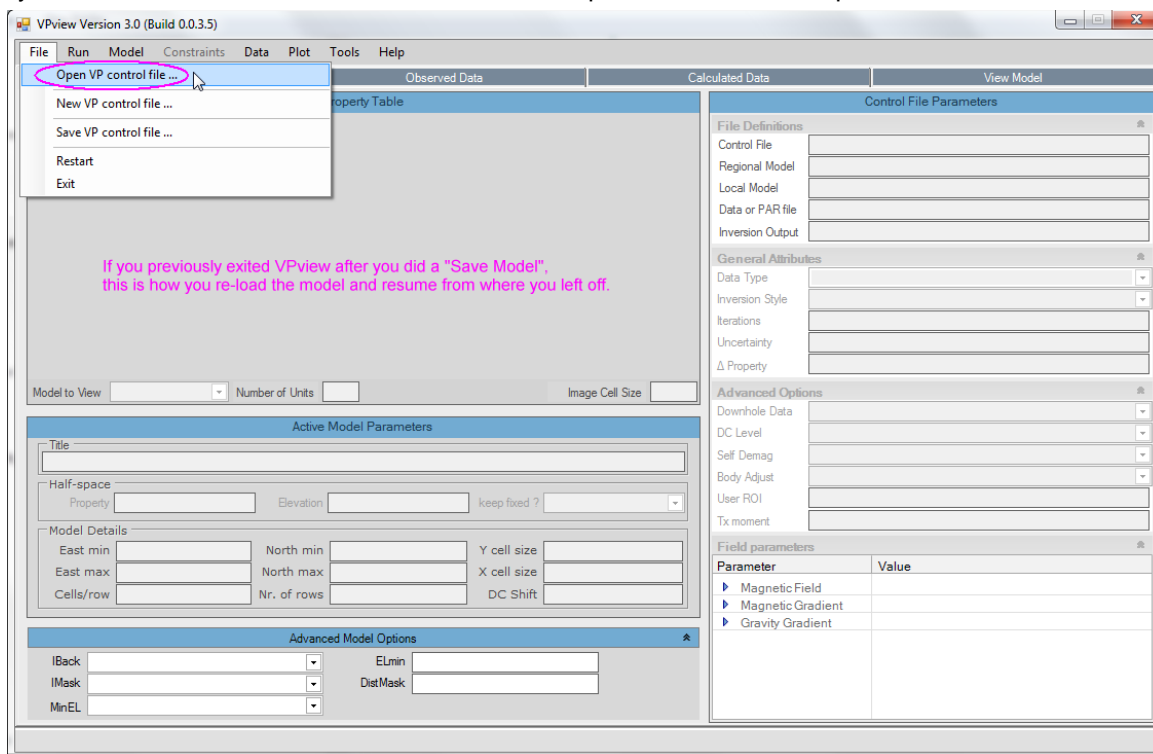 VPview Version 3.0 (Build 0.0.3.5)
File Run Model Constraints Data Plot Tools Help
Open VP control file ...
New VP control file ...
Save VP control file ...
Restart
Exit
Observed Data
Calculated Data
View Model
roperty Table
If you previously exited VPview after you did a "Save Model",
this is how you re-load the model and resume from where you left off.
Model to View
Number of Units
Image Cell Size
Active Model Parameters
Title
Half-space
Property
Elevation
keep fixed ?
Model Details
East min
North min
Y cell size
East max
North max
X cell size
Cells/row
Nr. of rows
DC Shift
Advanced Model Options
IBack
ELmin
IMask
DistMask
MinEL
Control File Parameters
File Definitions
Control File
Regional Model
Local Model
Data or PAR file
Inversion Output
General Attributes
Data Type
Inversion Style
Iterations
Uncertainty
Δ Property
Advanced Options
Downhole Data
DC Level
Self Demag
Body Adjust
User ROI
Tx moment
Field parameters
Parameter Value
Magnetic Field
Magnetic Gradient
Gravity Gradient